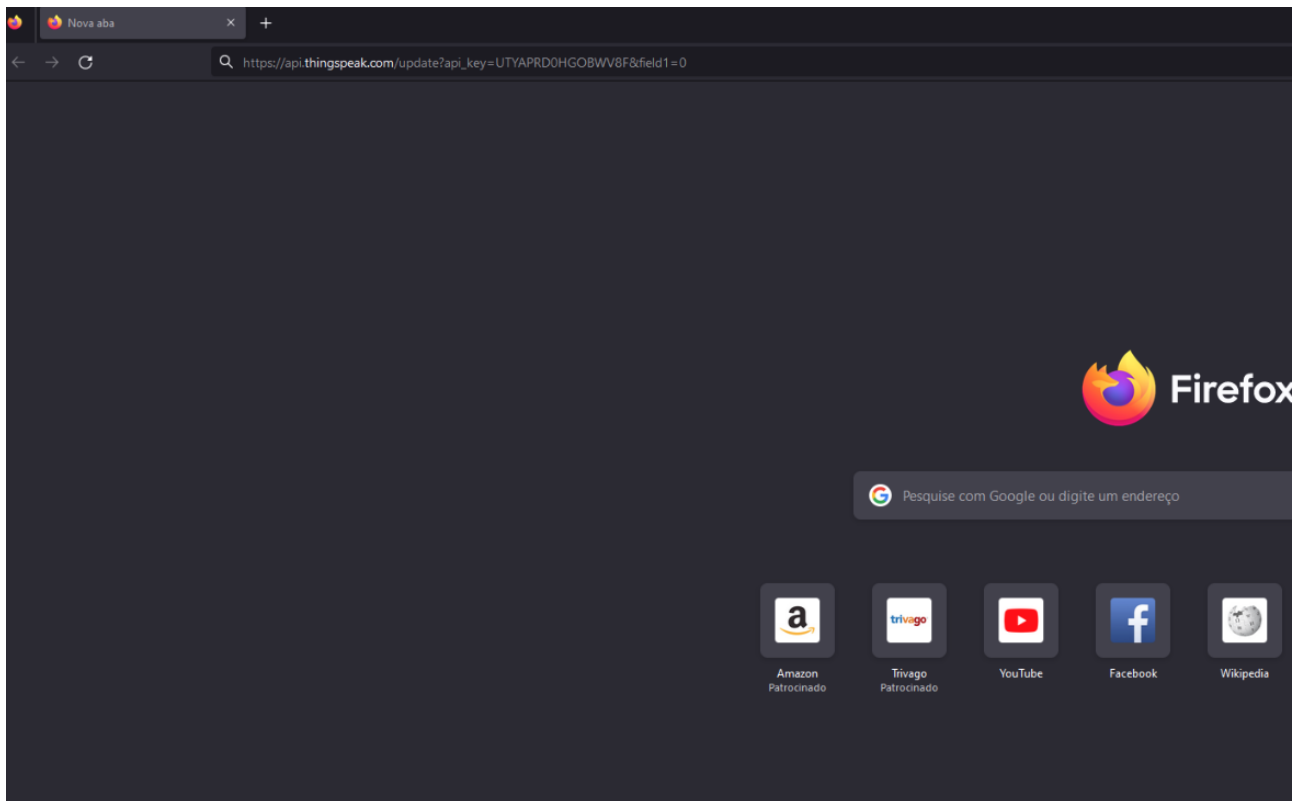 Nova aba
https://api.thingspeak.com/update?api_key=UTYAPRD0HGOBWV8F&field1=0
Firefox
Pesquise com Google ou digite um endereço
a
trivago
f
Amazon
Trivago
YouTube
Facebook
Wikipedia
Patrocinado
Patrocinado